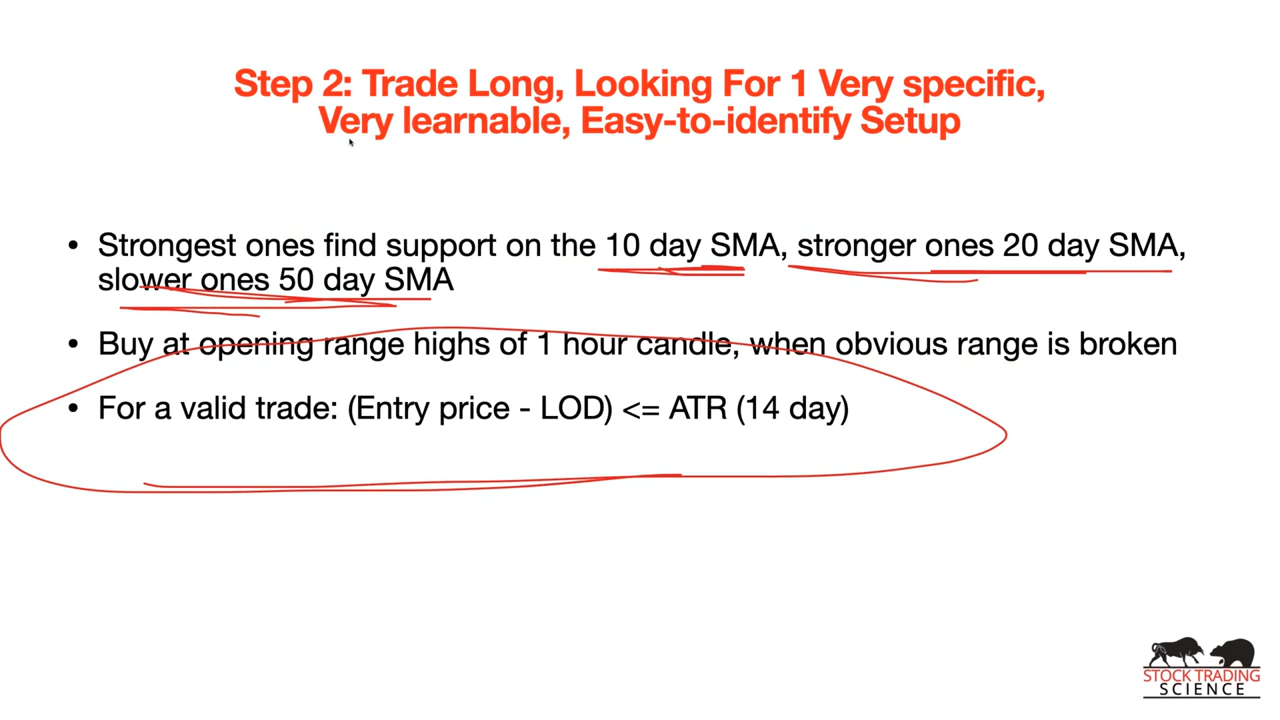 Step 2: Trade Long, Looking For 1 Very specific,
Very learnable, Easy-to-identify Setup
• Strongest ones find support on the 10 day SMA, stronger ones 20 day SMA,
slower ones 50 day SMA
• Buy at opening range highs of 1 hour candle, when obvious range is broken
• For a valid trade: (Entry price - LOD) <= ATR (14 day)
STOCK TRADING
SCIENCE